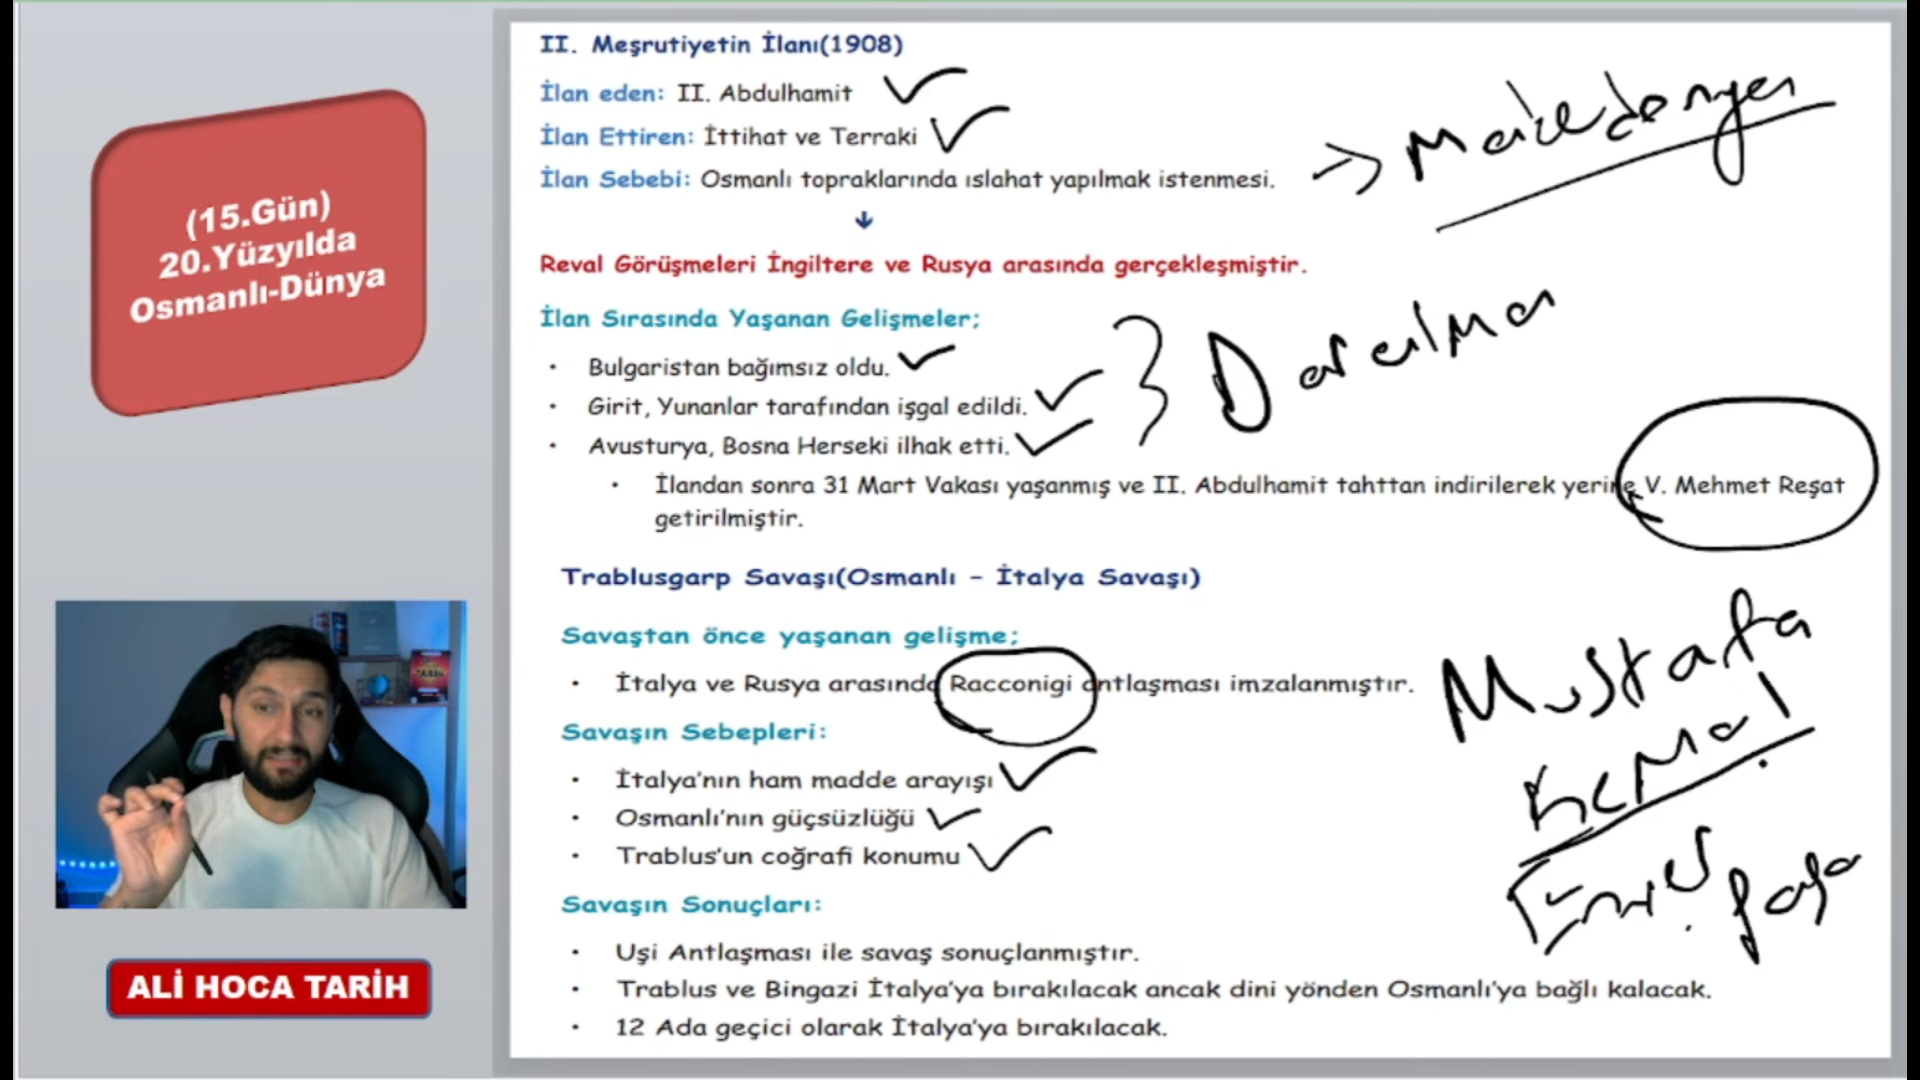 (15.Gün)
20.Yüzyılda
Osmanlı-Dünya
ALİ HOCA TARİH
II. Meşrutiyetin İlanı(1908)
İlan eden: II. Abdulhamit
İlan Ettiren: İttihat ve Terraki
İlan Sebebi: Osmanlı topraklarında ıslahat yapılmak istenmesi.
→ Makedonya
↓
Reval Görüşmeleri İngiltere ve Rusya arasında gerçekleşmiştir.
İlan Sırasında Yaşanan Gelişmeler;
• Bulgaristan bağımsız oldu.
• Girit, Yunanlar tarafından işgal edildi.
• Avusturya, Bosna Herseki ilhak etti.
• İlandan sonra 31 Mart Vakası yaşanmış ve II. Abdulhamit tahttan indirilerek yerine V. Mehmet Reşat
getirilmiştir.
Trablusgarp Savaşı(Osmanlı – İtalya Savaşı)
Savaştan önce yaşanan gelişme;
• İtalya ve Rusya arasında Racconigi antlaşması imzalanmıştır.
Savaşın Sebepleri:
• İtalya'nın ham madde arayışı
• Osmanlı'nın güçsüzlüğü
• Trablus'un coğrafi konumu
Mustafa
Kemal
Enver Paşa
Savaşın Sonuçları:
• Uşi Antlaşması ile savaş sonuçlanmıştır.
• Trablus ve Bingazi İtalya'ya bırakılacak ancak dini yönden Osmanlı'ya bağlı kalacak.
• 12 Ada geçici olarak İtalya'ya bırakılacak.
TARİH